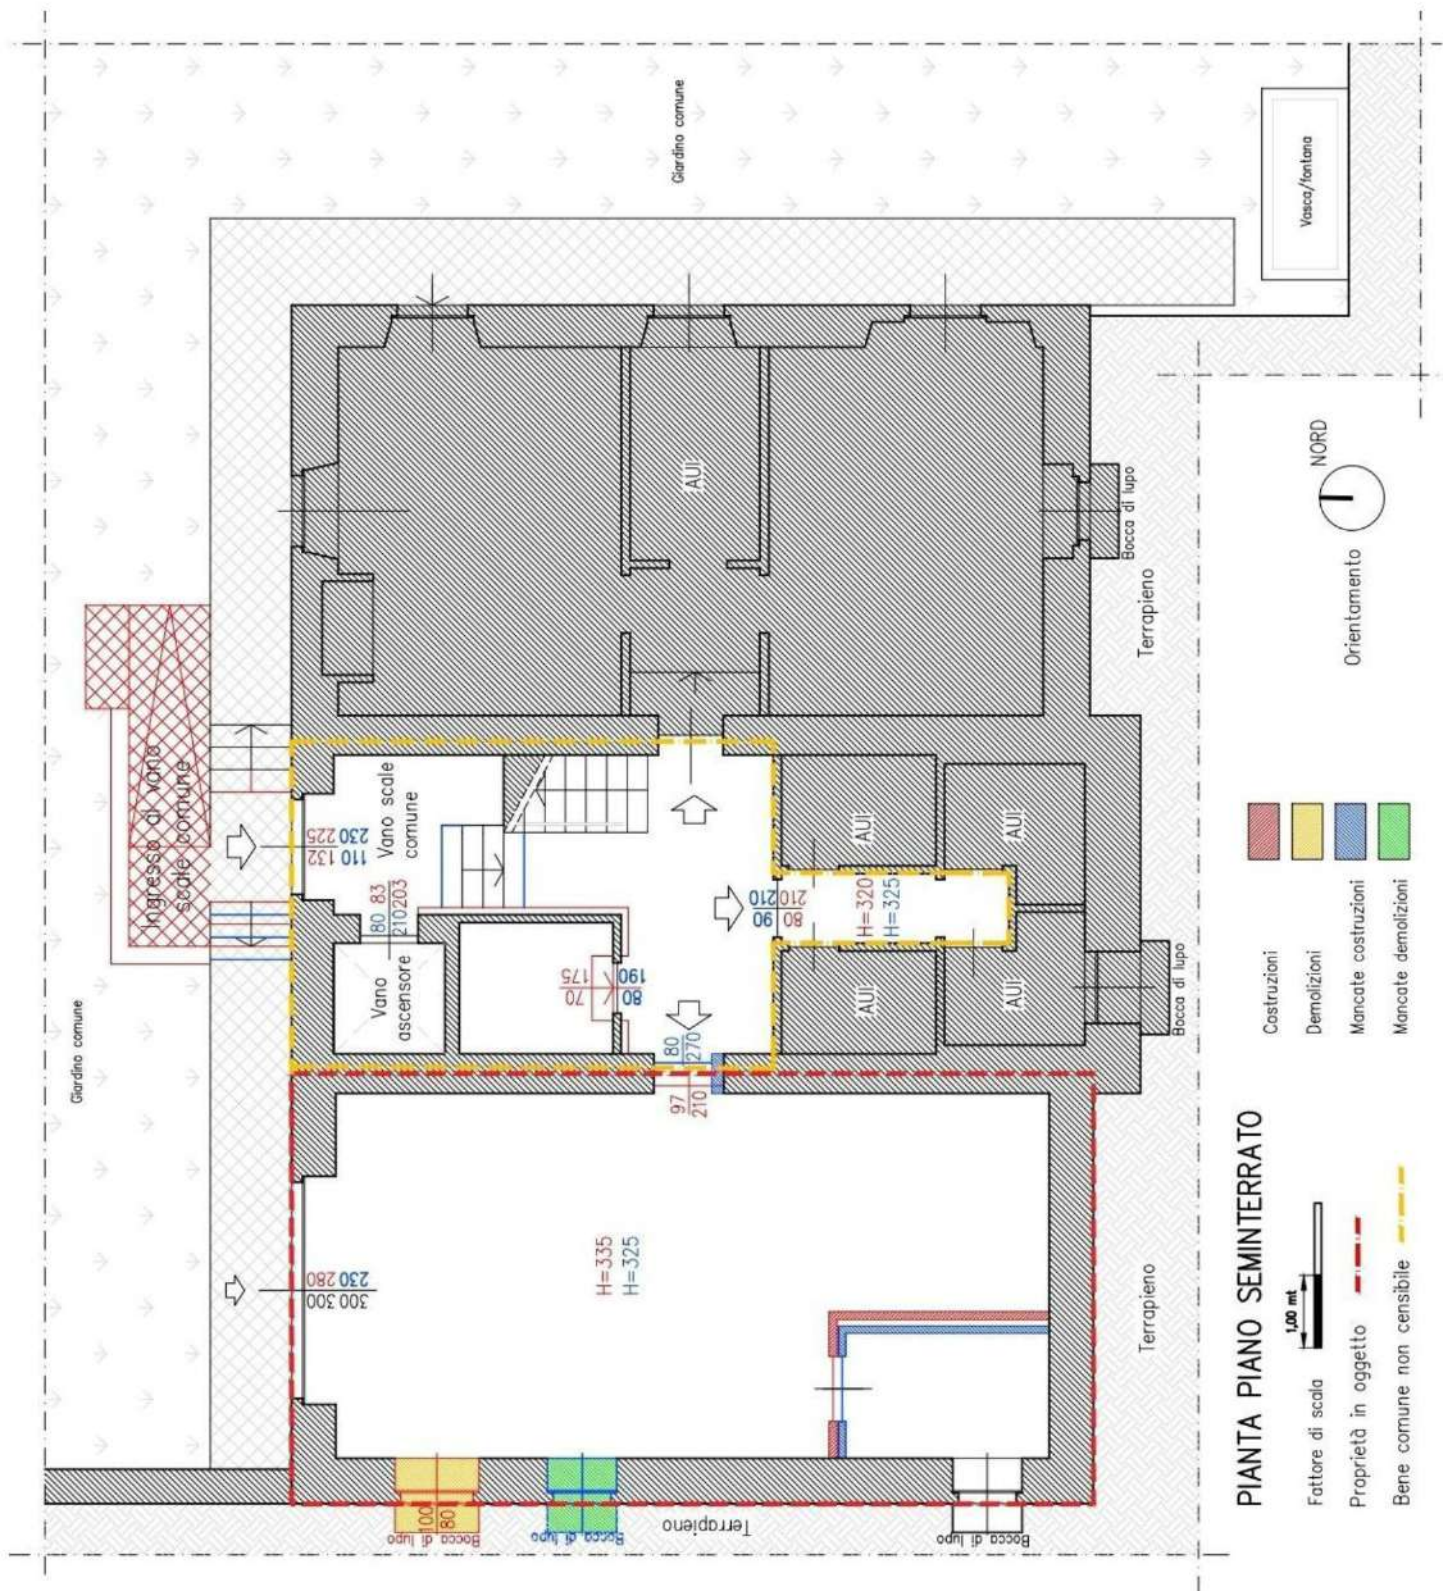 Giardino comune
Giardino comune
Vasca/fontana
Ingresso al vano
scale comune
230 225
110 132
Vano scale
comune
80 83
210 203
Vano
ascensore
175
70
190
80
AUI
Bocca di lupo
Terrapieno
210 210
80
90
H=320
H=325
AUI
AUI
AUI
AUI
Bocca di lupo
80
270
97
210
230 280
300 300
H=335
H=325
100
80
Bocca di lupo
Bocca di lupo
Terrapieno
Bocca di lupo
Terrapieno
PIANTA PIANO SEMINTERRATO
Fattore di scala
1,00 mt
Proprietà in oggetto
Bene comune non censibile
Costruzioni
Demolizioni
Mancate costruzioni
Mancate demolizioni
Orientamento
NORD